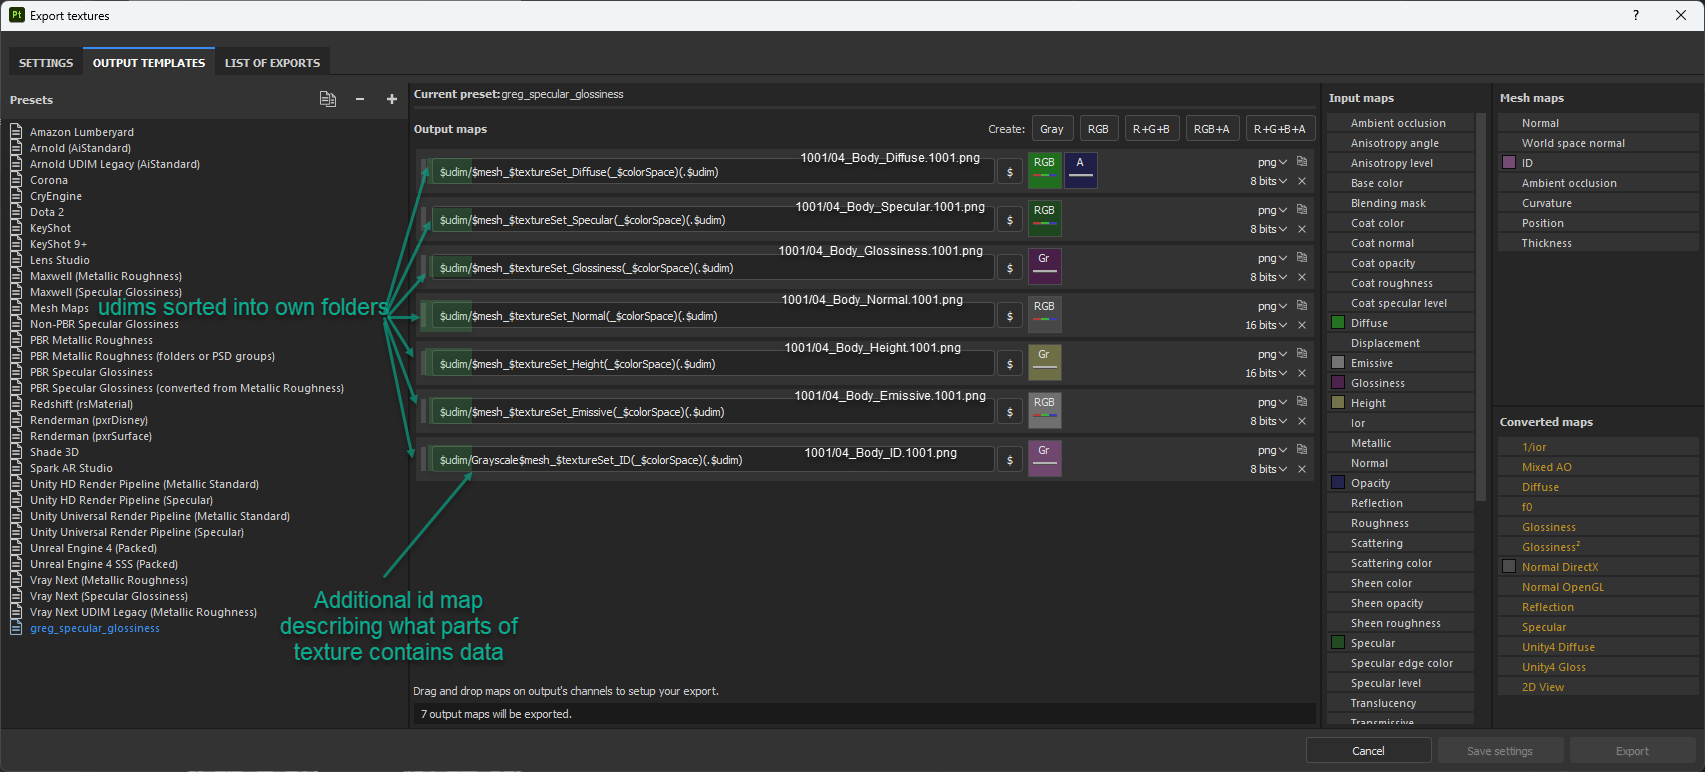 Pt Export textures ?
SETTINGS OUTPUT TEMPLATES LIST OF EXPORTS
Presets
Amazon Lumberyard
Arnold (AiStandard)
Arnold UDIM Legacy (AiStandard)
Corona
CryEngine
Dota 2
KeyShot
KeyShot 9+
Lens Studio
Maxwell (Metallic Roughness)
Maxwell (Specular Glossiness)
Mesh Maps
Non-PBR Specular Glossiness
PBR Metallic Roughness
PBR Metallic Roughness (folders or PSD groups)
PBR Specular Glossiness
PBR Specular Glossiness (converted from Metallic Roughness)
Redshift (rsMaterial)
Renderman (pxrDisney)
Renderman (pxrSurface)
Shade 3D
Spark AR Studio
Unity HD Render Pipeline (Metallic Standard)
Unity HD Render Pipeline (Specular)
Unity Universal Render Pipeline (Metallic Standard)
Unity Universal Render Pipeline (Specular)
Unreal Engine 4 (Packed)
Unreal Engine 4 SSS (Packed)
Vray Next (Metallic Roughness)
Vray Next (Specular Glossiness)
Vray Next UDIM Legacy (Metallic Roughness)
greg_specular_glossiness
udims sorted into own folders
Additional id map
describing what parts of
texture contains data
Current preset: greg_specular_glossiness
Output maps Create: Gray RGB R+G+B RGB+A R+G+B+A
1001/04_Body_Diffuse.1001.png
$udim/$mesh_$textureSet_Diffuse(_$colorSpace)(.$udim) $ RGB A png
8 bits
1001/04_Body_Specular.1001.png
$udim/$mesh_$textureSet_Specular(_$colorSpace)(.$udim) $ RGB png
8 bits
1001/04_Body_Glossiness.1001.png
$udim/$mesh_$textureSet_Glossiness(_$colorSpace)(.$udim) $ Gr png
8 bits
1001/04_Body_Normal.1001.png
$udim/$mesh_$textureSet_Normal(_$colorSpace)(.$udim) $ RGB png
16 bits
1001/04_Body_Height.1001.png
$udim/$mesh_$textureSet_Height(_$colorSpace)(.$udim) $ Gr png
16 bits
1001/04_Body_Emissive.1001.png
$udim/$mesh_$textureSet_Emissive(_$colorSpace)(.$udim) $ RGB png
8 bits
1001/04_Body_ID.1001.png
$udim/Grayscale$mesh_$textureSet_ID(_$colorSpace)(.$udim) $ Gr png
8 bits
Drag and drop maps on output's channels to setup your export.
7 output maps will be exported.
Input maps
Ambient occlusion
Anisotropy angle
Anisotropy level
Base color
Blending mask
Coat color
Coat normal
Coat opacity
Coat roughness
Coat specular level
Diffuse
Displacement
Emissive
Glossiness
Height
Ior
Metallic
Normal
Opacity
Reflection
Roughness
Scattering
Scattering color
Sheen color
Sheen opacity
Sheen roughness
Specular
Specular edge color
Specular level
Translucency
Transmissive
Mesh maps
Normal
World space normal
ID
Ambient occlusion
Curvature
Position
Thickness
Converted maps
1/ior
Mixed AO
Diffuse
f0
Glossiness
Glossiness²
Normal DirectX
Normal OpenGL
Reflection
Specular
Unity4 Diffuse
Unity4 Gloss
2D View
Cancel Save settings Export